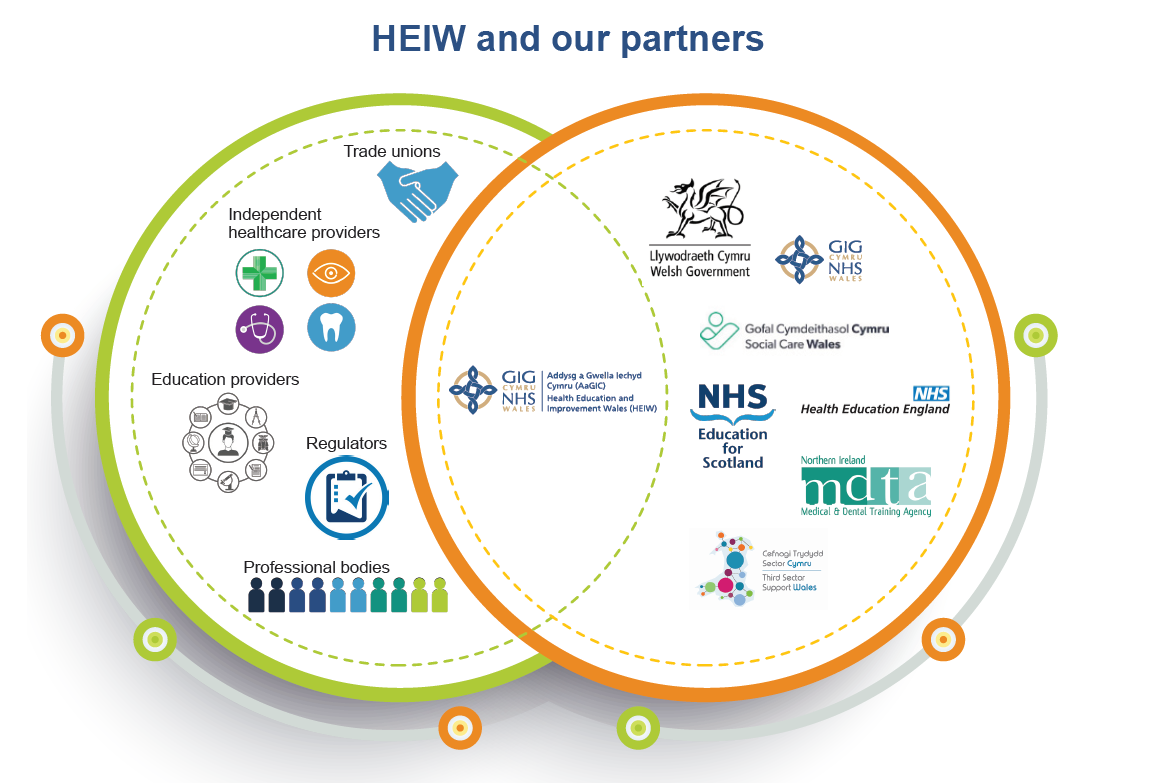 HEIW and our partners
Trade unions
Independent
healthcare providers
Education providers
Regulators
Professional bodies
GIG
CYMRU
NHS
WALES
Addysg a Gwella Iechyd
Cymru (AaGIC)
Health Education and
Improvement Wales (HEIW)
Llywodraeth Cymru
Welsh Government
GIG
CYMRU
NHS
WALES
Gofal Cymdeithasol Cymru
Social Care Wales
NHS
Education
for
Scotland
NHS
Health Education England
Northern Ireland
mdta
Medical & Dental Training Agency
Cefnogi Trydydd
Sector Cymru
Third Sector
Support Wales